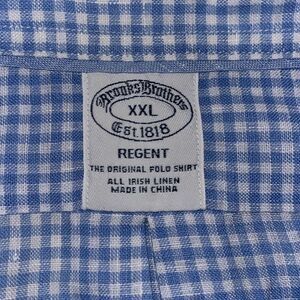 Brooks Brothers
XXL
Est. 1818
REGENT
THE ORIGINAL POLO SHIRT
ALL IRISH LINEN
MADE IN CHINA